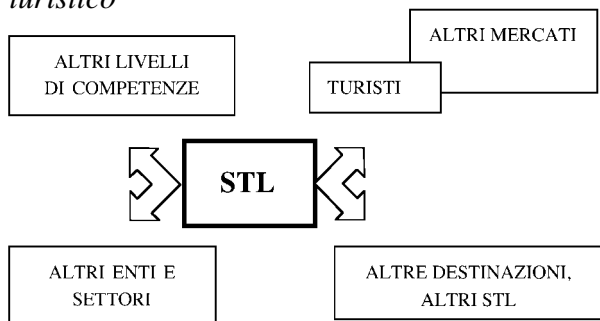 turistico
ALTRI MERCATI
ALTRI LIVELLI
DI COMPETENZE
TURISTI
STL
ALTRI ENTI E
SETTORI
ALTRE DESTINAZIONI,
ALTRI STL